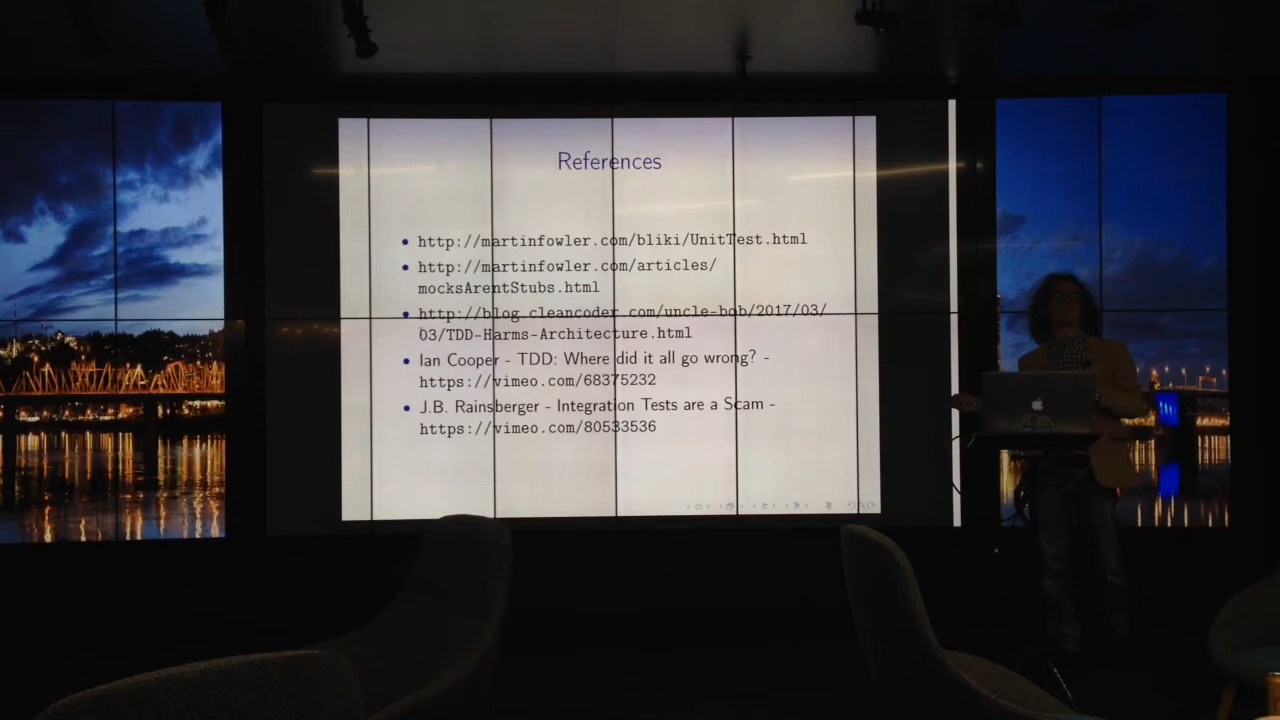 References
http://martinfowler.com/bliki/UnitTest.html
http://martinfowler.com/articles/
mocksArentStubs.html
http://blog.cleancoder.com/uncle-bob/2017/03/
03/TDD-Harms-Architecture.html
Ian Cooper - TDD: Where did it all go wrong? -
https://vimeo.com/68375232
J.B. Rainsberger - Integration Tests are a Scam -
https://vimeo.com/80533536